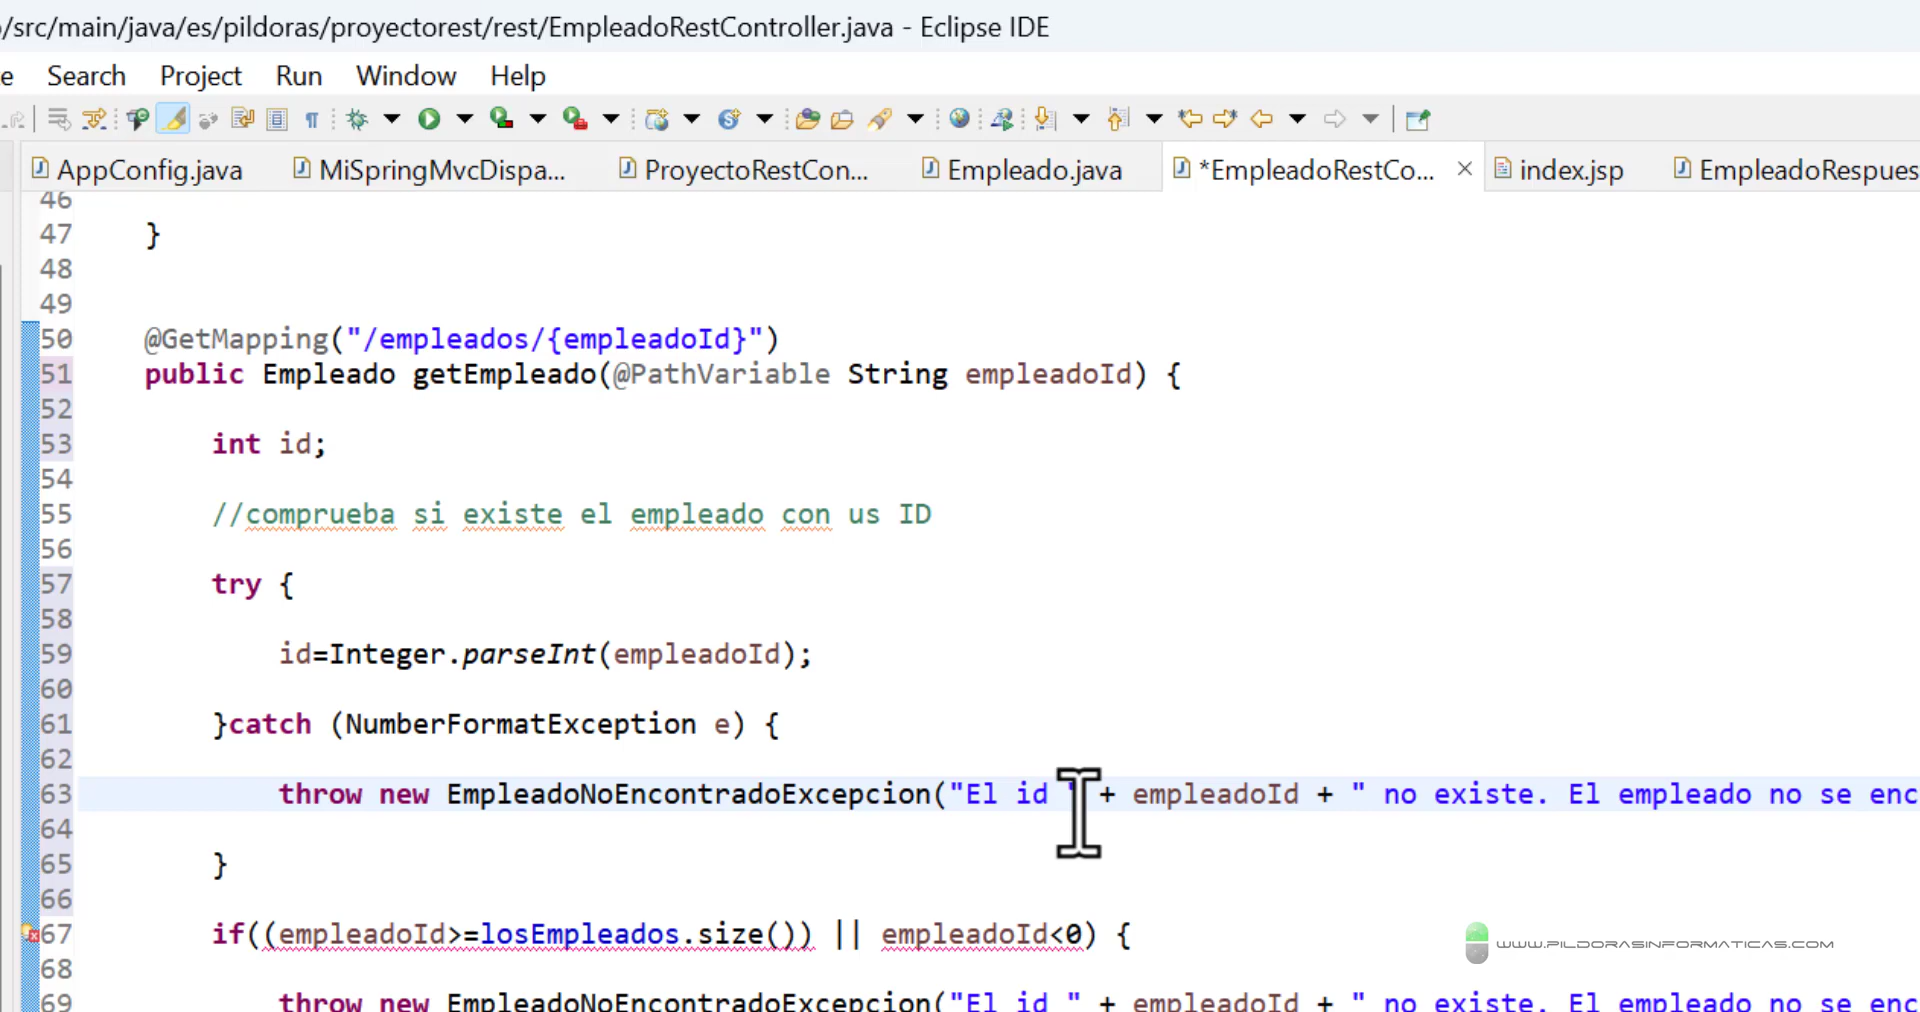 /src/main/java/es/pildoras/proyectorest/rest/EmpleadoRestController.java - Eclipse IDE
e Search Project Run Window Help
AppConfig.java MiSpringMvcDispa... ProyectoRestCon... Empleado.java *EmpleadoRestCo... index.jsp EmpleadoRespues
46
47 }
48
49
50 @GetMapping("/empleados/{empleadoId}")
51 public Empleado getEmpleado(@PathVariable String empleadoId) {
52
53 int id;
54
55 //comprueba si existe el empleado con us ID
56
57 try {
58
59 id=Integer.parseInt(empleadoId);
60
61 }catch (NumberFormatException e) {
62
63 throw new EmpleadoNoEncontradoExcepcion("El id " + empleadoId + " no existe. El empleado no se enc
64
65 }
66
67 if((empleadoId>=losEmpleados.size()) || empleadoId<0) {
68
69 throw new EmpleadoNoEncontradoExcepcion("El id " + empleadoId + " no existe. El empleado no se enc
WWW.PILDORASINFORMATICAS.COM